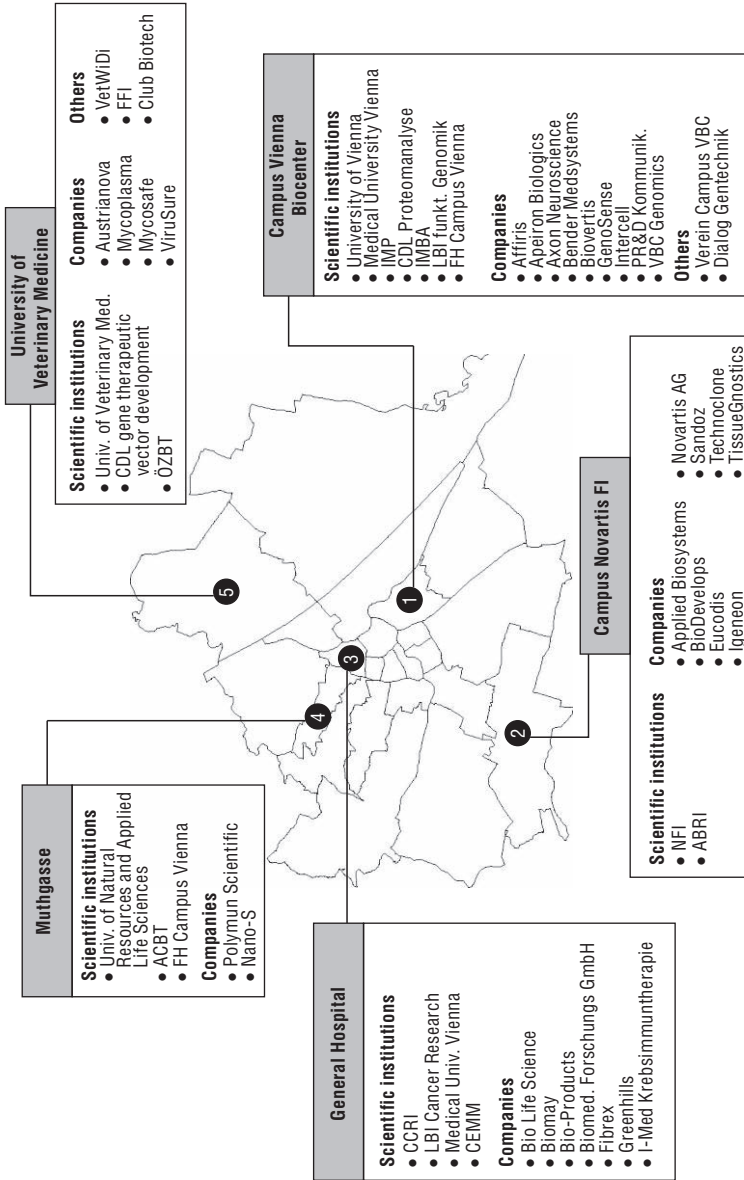 Muthgasse
Scientific institutions
• Univ. of Natural
Resources and Applied
Life Sciences
• ACBT
• FH Campus Vienna
Companies
• Polymun Scientific
• Nano-S
University of
Veterinary Medicine
Scientific institutions
• Univ. of Veterinary Med.
• CDL gene therapeutic
vector development
• ÖZBT
Companies
• Austrianova
• Mycoplasma
• Mycosafe
• ViruSure
Others
• VetWiDi
• FFI
• Club Biotech
General Hospital
Scientific institutions
• CCRI
• LBI Cancer Research
• Medical Univ. Vienna
• CEMM
Companies
• Bio Life Science
• Biomay
• Bio-Products
• Biomed. Forschungs GmbH
• Fibrex
• Greenhills
• I-Med Krebsimmuntherapie
4
5
3
1
2
Campus Vienna
Biocenter
Scientific institutions
• University of Vienna
• Medical University Vienna
• IMP
• CDL Proteomanalyse
• IMBA
• LBI funkt. Genomik
• FH Campus Vienna
Companies
• Affiris
• Apeiron Biologics
• Axon Neuroscience
• Bender Medsystems
• Biovertis
• GenoSense
• Intercell
• PR&D Kommunik.
• VBC Genomics
Others
• Verein Campus VBC
• Dialog Gentechnik
Campus Novartis FI
Scientific institutions
• NFI
• ABRI
Companies
• Applied Biosystems
• BioDevelops
• Eucodis
• Igeneon
• Novartis AG
• Sandoz
• Technoclone
• TissueGnostics